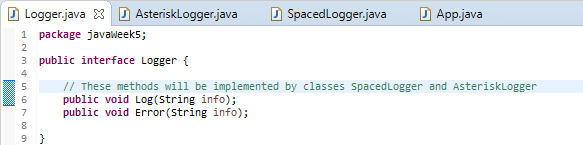 Logger.java AsteriskLogger.java SpacedLogger.java App.java
1 package javaWeek5;
2
3 public interface Logger {
4
5 // These methods will be implemented by classes SpacedLogger and AsteriskLogger
6 public void Log(String info);
7 public void Error(String info);
8
9 }